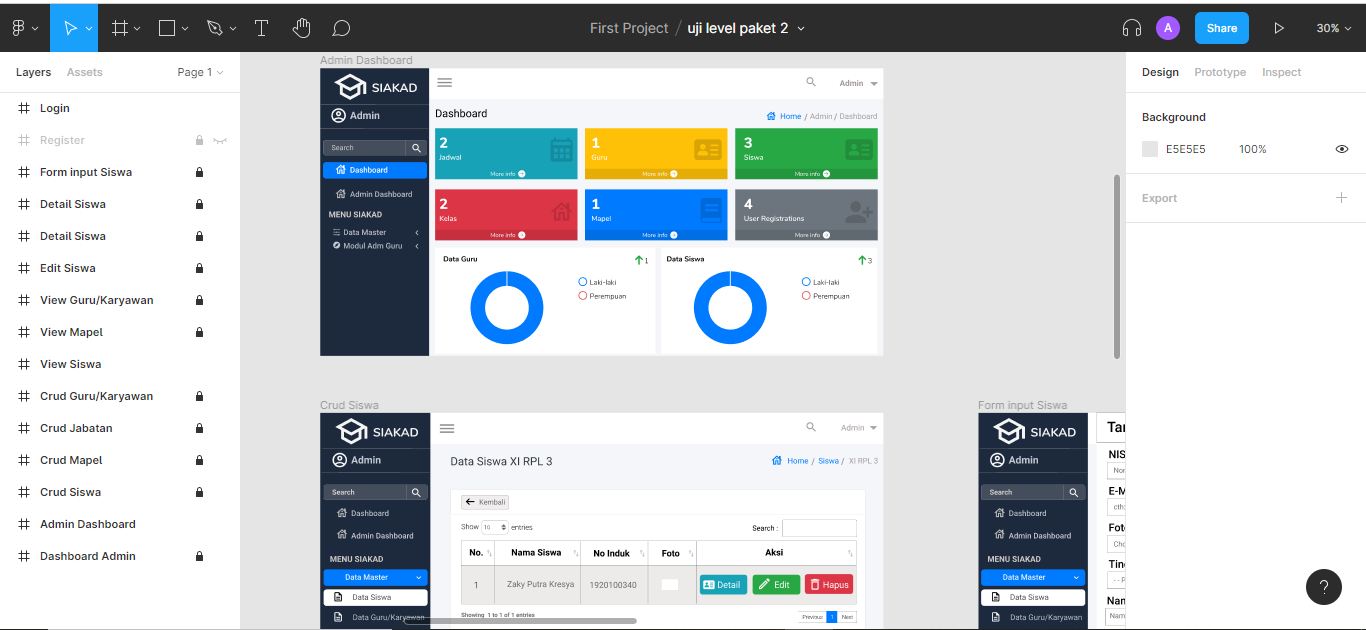 First Project / uji level paket 2
A
Share
30%
Layers
Assets
Page 1
Login
Register
Form input Siswa
Detail Siswa
Detail Siswa
Edit Siswa
View Guru/Karyawan
View Mapel
View Siswa
Crud Guru/Karyawan
Crud Jabatan
Crud Mapel
Crud Siswa
Admin Dashboard
Dashboard Admin
Admin Dashboard
SIAKAD
Admin
Search
Dashboard
Admin Dashboard
MENU SIAKAD
Data Master
Modul Adm Guru
Admin
Dashboard
Home / Admin / Dashboard
2
Jadwal
More info
1
Guru
More info
3
Siswa
More info
2
Kelas
More info
1
Mapel
More info
4
User Registrations
More info
Data Guru
1
Laki-laki
Perempuan
Data Siswa
3
Laki-laki
Perempuan
Crud Siswa
SIAKAD
Admin
Search
Dashboard
Admin Dashboard
MENU SIAKAD
Data Master
Data Siswa
Data Guru/Karyawan
Admin
Data Siswa XI RPL 3
Home / Siswa / XI RPL 3
Kembali
Show 10 entries
Search :
No. Nama Siswa No Induk Foto Aksi
1 Zaky Putra Kresya 1920100340 Detail Edit Hapus
Showing 1 to 1 of 1 entries
Previous 1 Next
Form input Siswa
SIAKAD
Admin
Search
Dashboard
Admin Dashboard
MENU SIAKAD
Data Master
Data Siswa
Data Guru/Karyawan
Tar
NIS
Nor
E-M
cth:
Fot
Cho
Tin
-- P
Nan
Nam
Design
Prototype
Inspect
Background
E5E5E5
100%
Export
?